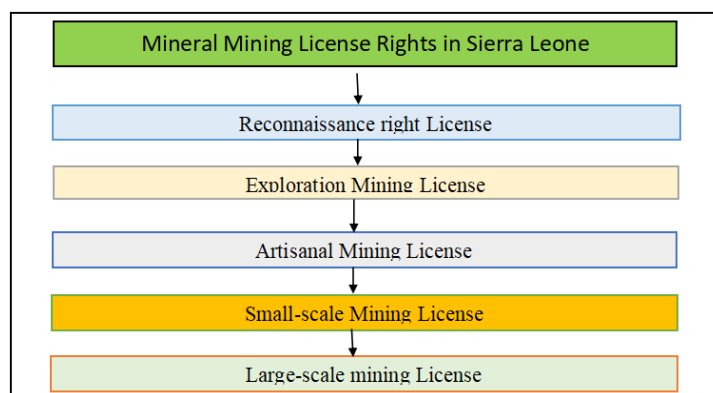 Mineral Mining License Rights in Sierra Leone
Reconnaissance right License
Exploration Mining License
Artisanal Mining License
Small-scale Mining License
Large-scale mining License